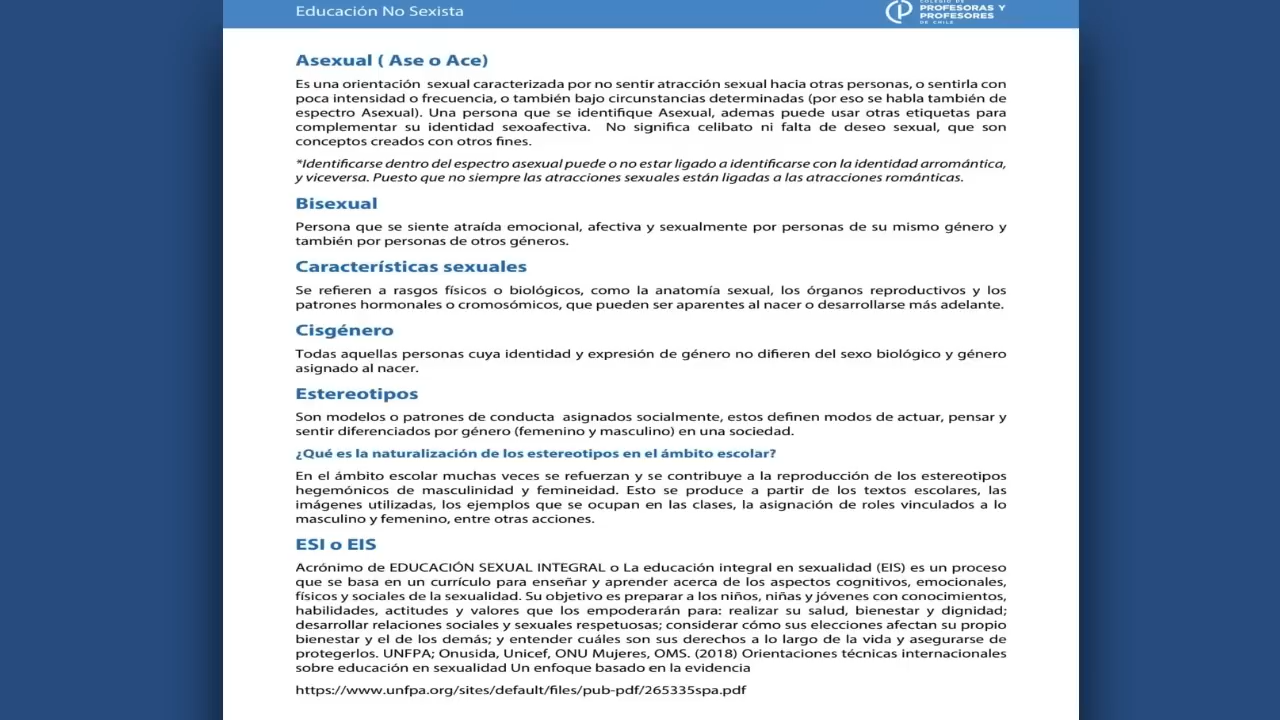 Educación No Sexista
COLEGIO DE
PROFESORAS Y
PROFESORES
DE CHILE
Asexual ( Ase o Ace)
Es una orientación sexual caracterizada por no sentir atracción sexual hacia otras personas, o sentirla con
poca intensidad o frecuencia, o también bajo circunstancias determinadas (por eso se habla también de
espectro Asexual). Una persona que se identifique Asexual, ademas puede usar otras etiquetas para
complementar su identidad sexoafectiva. No significa celibato ni falta de deseo sexual, que son
conceptos creados con otros fines.
*Identificarse dentro del espectro asexual puede o no estar ligado a identificarse con la identidad arromántica,
y viceversa. Puesto que no siempre las atracciones sexuales están ligadas a las atracciones románticas.
Bisexual
Persona que se siente atraída emocional, afectiva y sexualmente por personas de su mismo género y
también por personas de otros géneros.
Características sexuales
Se refieren a rasgos físicos o biológicos, como la anatomía sexual, los órganos reproductivos y los
patrones hormonales o cromosómicos, que pueden ser aparentes al nacer o desarrollarse más adelante.
Cisgénero
Todas aquellas personas cuya identidad y expresión de género no difieren del sexo biológico y género
asignado al nacer.
Estereotipos
Son modelos o patrones de conducta asignados socialmente, estos definen modos de actuar, pensar y
sentir diferenciados por género (femenino y masculino) en una sociedad.
¿Qué es la naturalización de los estereotipos en el ámbito escolar?
En el ámbito escolar muchas veces se refuerzan y se contribuye a la reproducción de los estereotipos
hegemónicos de masculinidad y femineidad. Esto se produce a partir de los textos escolares, las
imágenes utilizadas, los ejemplos que se ocupan en las clases, la asignación de roles vinculados a lo
masculino y femenino, entre otras acciones.
ESI o EIS
Acrónimo de EDUCACIÓN SEXUAL INTEGRAL o La educación integral en sexualidad (EIS) es un proceso
que se basa en un currículo para enseñar y aprender acerca de los aspectos cognitivos, emocionales,
físicos y sociales de la sexualidad. Su objetivo es preparar a los niños, niñas y jóvenes con conocimientos,
habilidades, actitudes y valores que los empoderarán para: realizar su salud, bienestar y dignidad;
desarrollar relaciones sociales y sexuales respetuosas; considerar cómo sus elecciones afectan su propio
bienestar y el de los demás; y entender cuáles son sus derechos a lo largo de la vida y asegurarse de
protegerlos. UNFPA; Onusida, Unicef, ONU Mujeres, OMS. (2018) Orientaciones técnicas internacionales
sobre educación en sexualidad Un enfoque basado en la evidencia
https://www.unfpa.org/sites/default/files/pub-pdf/265335spa.pdf